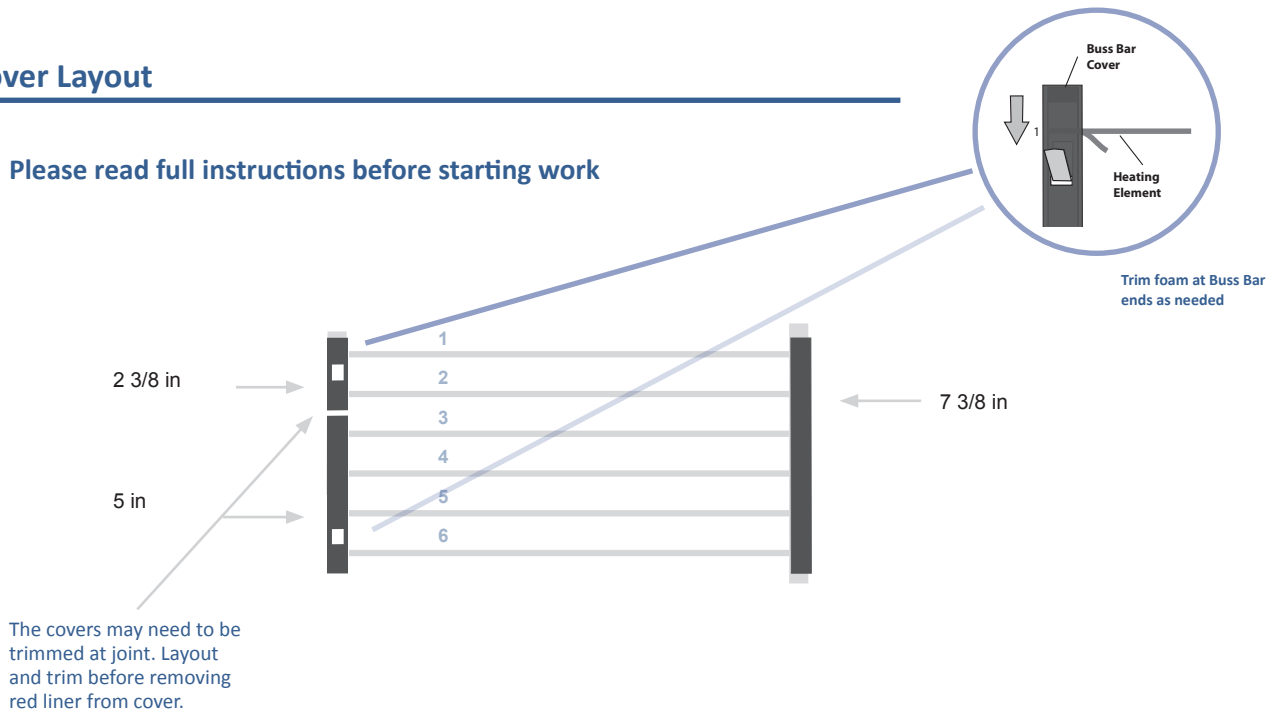 over Layout
Please read full instructions before starting work
Buss Bar
Cover
1
Heating
Element
Trim foam at Buss Bar
ends as needed
1
2 3/8 in
2
7 3/8 in
3
4
5 in
5
6
The covers may need to be
trimmed at joint. Layout
and trim before removing
red liner from cover.